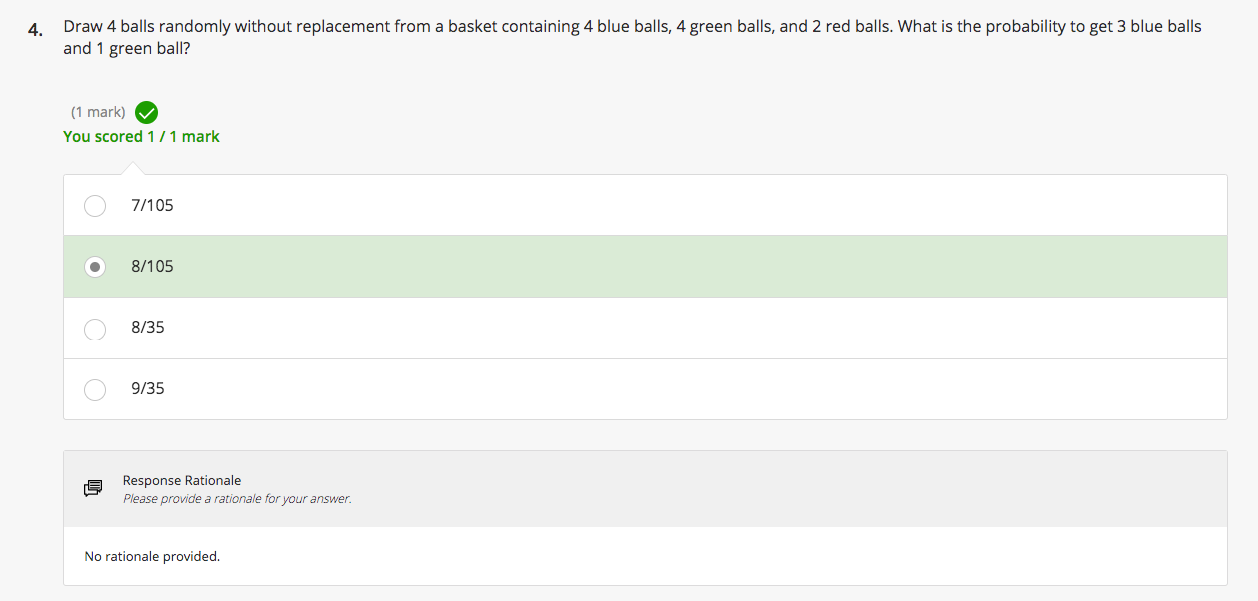 4. Draw 4 balls randomly without replacement from a basket containing 4 blue balls, 4 green balls, and 2 red balls. What is the probability to get 3 blue balls
and 1 green ball?
(1 mark)
You scored 1 / 1 mark
7/105
8/105
8/35
9/35
Response Rationale
Please provide a rationale for your answer.
No rationale provided.